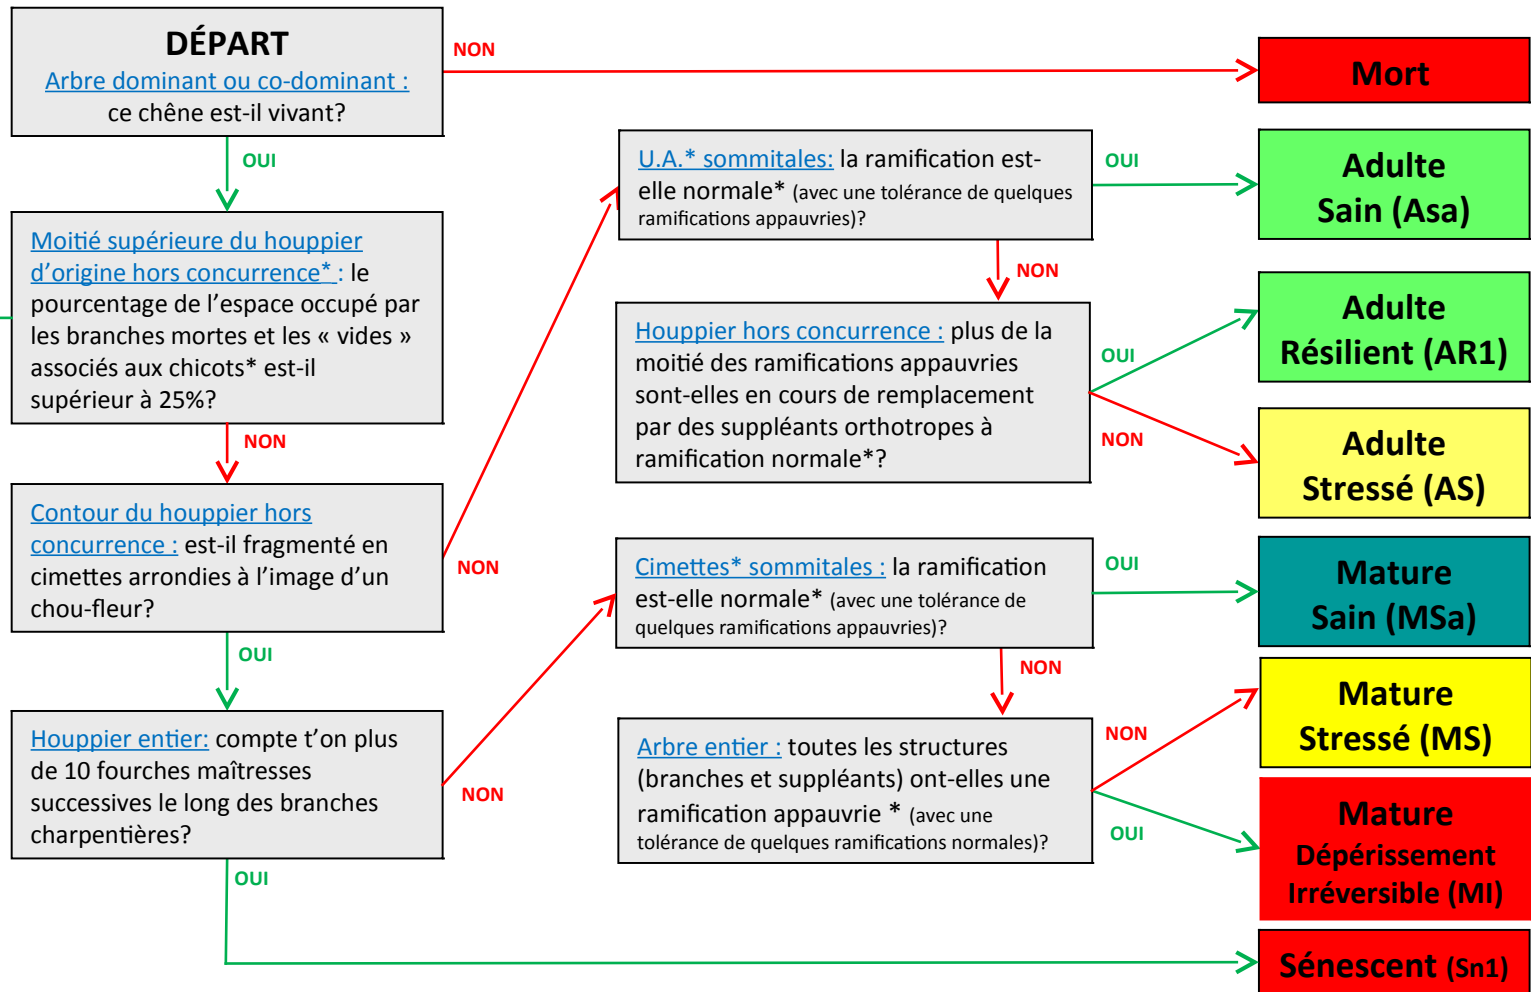 DÉPART
Arbre dominant ou co-dominant :
ce chêne est-il vivant?
NON
Mort
OUI
U.A.* sommitales: la ramification est-
elle normale* (avec une tolérance de quelques
ramifications appauvries)?
OUI
Adulte
Sain (Asa)
NON
Moitié supérieure du houppier
d'origine hors concurrence* : le
pourcentage de l'espace occupé par
les branches mortes et les « vides »
associés aux chicots* est-il
supérieur à 25%?
NON
Houppier hors concurrence : plus de la
moitié des ramifications appauvries
sont-elles en cours de remplacement
par des suppléants orthotropes à
ramification normale*?
OUI
Adulte
Résilient (AR1)
NON
Adulte
Stressé (AS)
Contour du houppier hors
concurrence : est-il fragmenté en
cimettes arrondies à l'image d'un
chou-fleur?
NON
OUI
Cimettes* sommitales : la ramification
est-elle normale* (avec une tolérance de
quelques ramifications appauvries)?
OUI
Mature
Sain (MSa)
NON
Houppier entier: compte t'on plus
de 10 fourches maîtresses
successives le long des branches
charpentières?
NON
OUI
Arbre entier : toutes les structures
(branches et suppléants) ont-elles une
ramification appauvrie * (avec une
tolérance de quelques ramifications normales)?
NON
Mature
Stressé (MS)
OUI
Mature
Dépérissement
Irréversible (MI)
Sénescent (Sn1)